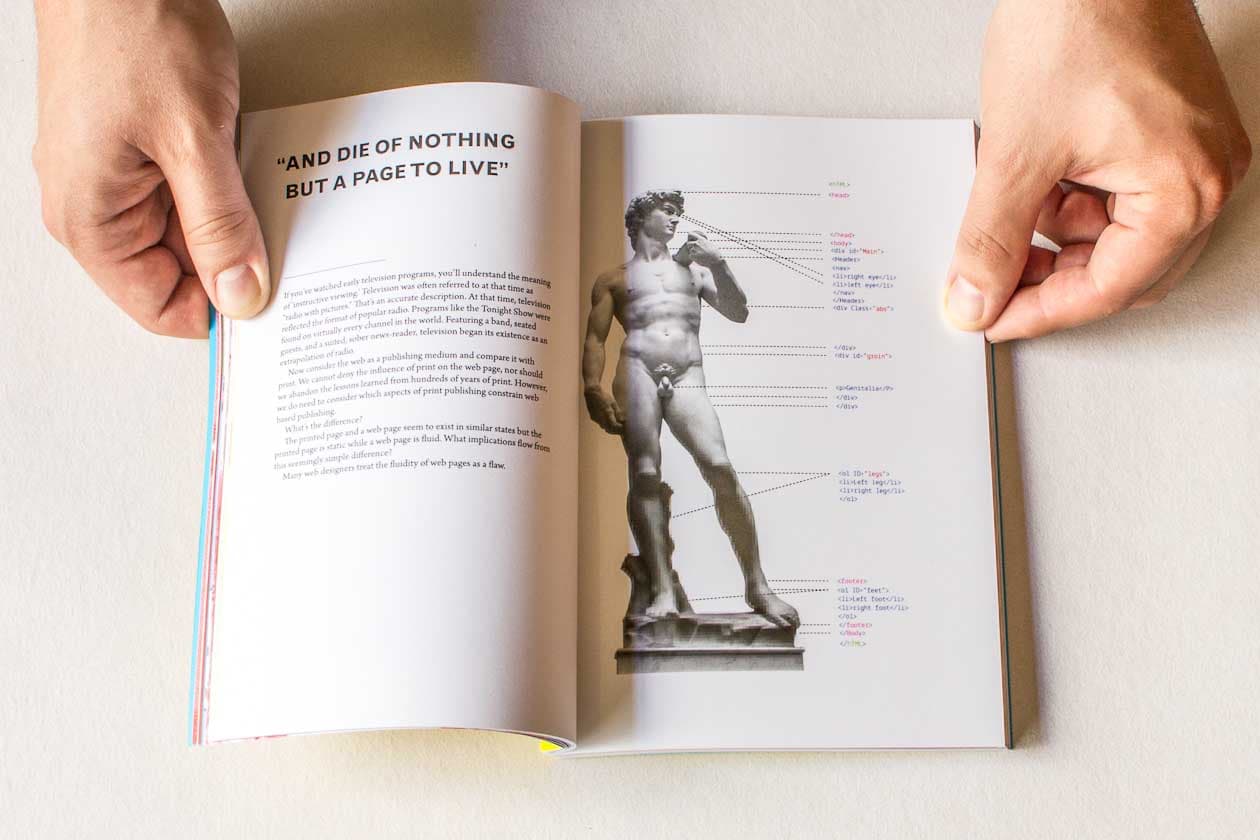 “AND DIE OF NOTHING
BUT A PAGE TO LIVE”
If you've watched early television programs, you'll understand the meaning
of 'instructive viewing.' Television was often referred to at that time as
“radio with pictures.” That's an accurate description. At that time, television
reflected the format of popular radio. Programs like the Tonight Show were
found on virtually every channel in the world. Featuring a band, seated
guests, and a suited, sober news-reader, television began its existence as an
extrapolation of radio.
Now consider the web as a publishing medium and compare it with
print. We cannot deny the influence of print on the web page, nor should
we abandon the lessons learned from hundreds of years of print. However,
we do need to consider which aspects of print publishing constrain web
based publishing.
What's the difference?
The printed page and a web page seem to exist in similar states but the
printed page is static while a web page is fluid. What implications flow from
this seemingly simple difference?
Many web designers treat the fluidity of web pages as a flaw.
<HTML>
<head>
</head>
<body>
<div id="Main">
<Header>
<nav>
<li>right eye</li>
<li>left eye</li>
</nav>
</Header>
<div Class="abs">
</div>
<div id="groin">
<p>Genitalia</P>
</div>
</div>
<ol ID="legs">
<li>Left leg</li>
<li>right leg</li>
</ol>
<footer>
<ol ID="feet">
<li>Left foot</li>
<li>right foot</li>
</ol>
</footer>
</Body>
</HTML>